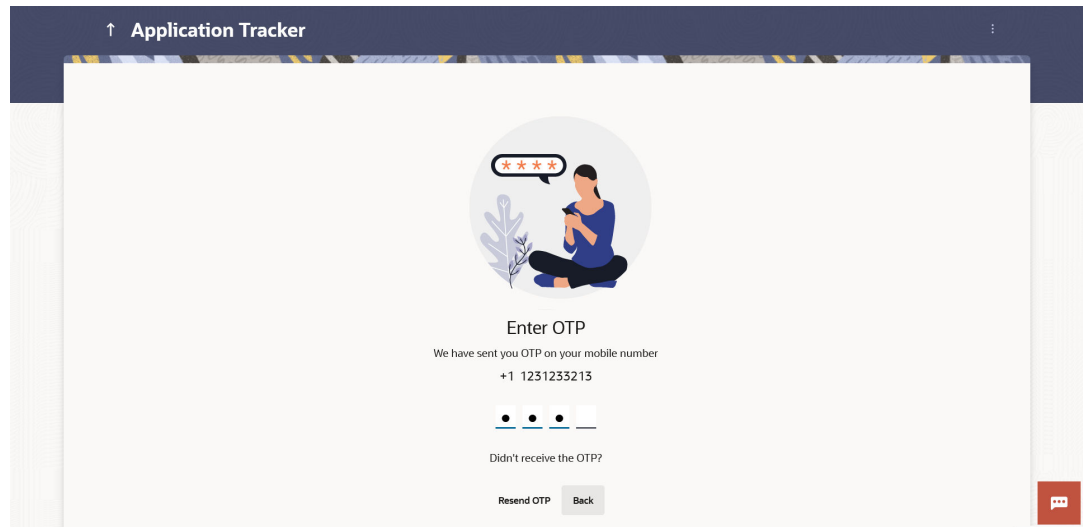 Application Tracker
* * * *
Enter OTP
We have sent you OTP on your mobile number
+1 1231233213
Didn't receive the OTP?
Resend OTP Back